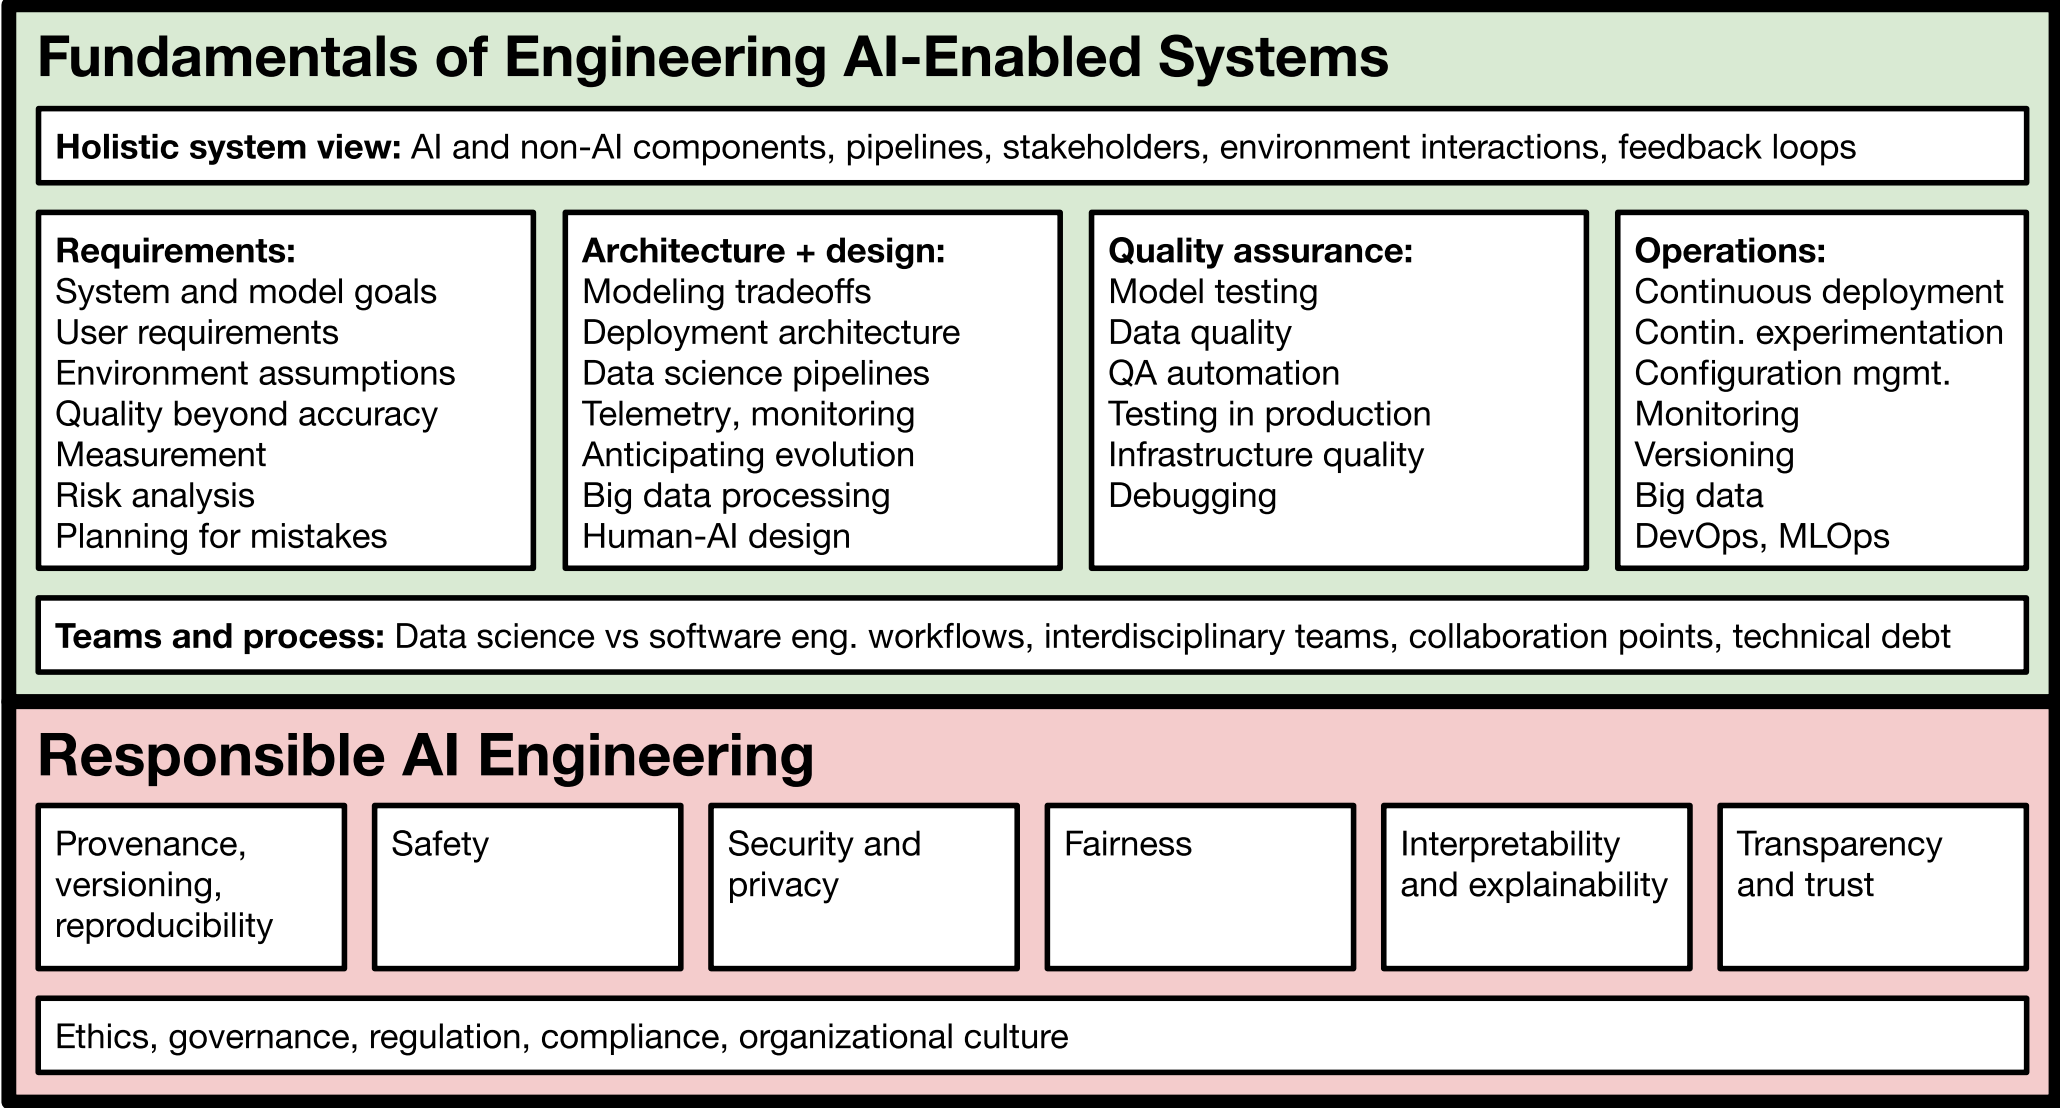 Fundamentals of Engineering AI-Enabled Systems
Holistic system view: AI and non-AI components, pipelines, stakeholders, environment interactions, feedback loops
Requirements:
System and model goals
User requirements
Environment assumptions
Quality beyond accuracy
Measurement
Risk analysis
Planning for mistakes
Architecture + design:
Modeling tradeoffs
Deployment architecture
Data science pipelines
Telemetry, monitoring
Anticipating evolution
Big data processing
Human-AI design
Quality assurance:
Model testing
Data quality
QA automation
Testing in production
Infrastructure quality
Debugging
Operations:
Continuous deployment
Contin. experimentation
Configuration mgmt.
Monitoring
Versioning
Big data
DevOps, MLOps
Teams and process: Data science vs software eng. workflows, interdisciplinary teams, collaboration points, technical debt
Responsible AI Engineering
Provenance,
versioning,
reproducibility
Safety
Security and
privacy
Fairness
Interpretability
and explainability
Transparency
and trust
Ethics, governance, regulation, compliance, organizational culture